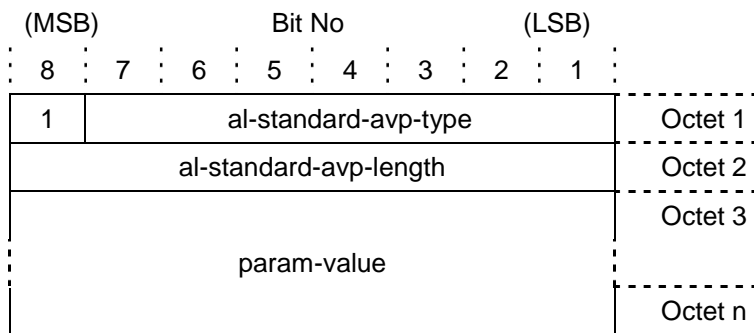 (MSB) Bit No (LSB)
8 7 6 5 4 3 2 1
1 al-standard-avp-type Octet 1
al-standard-avp-length Octet 2
Octet 3
param-value
Octet n